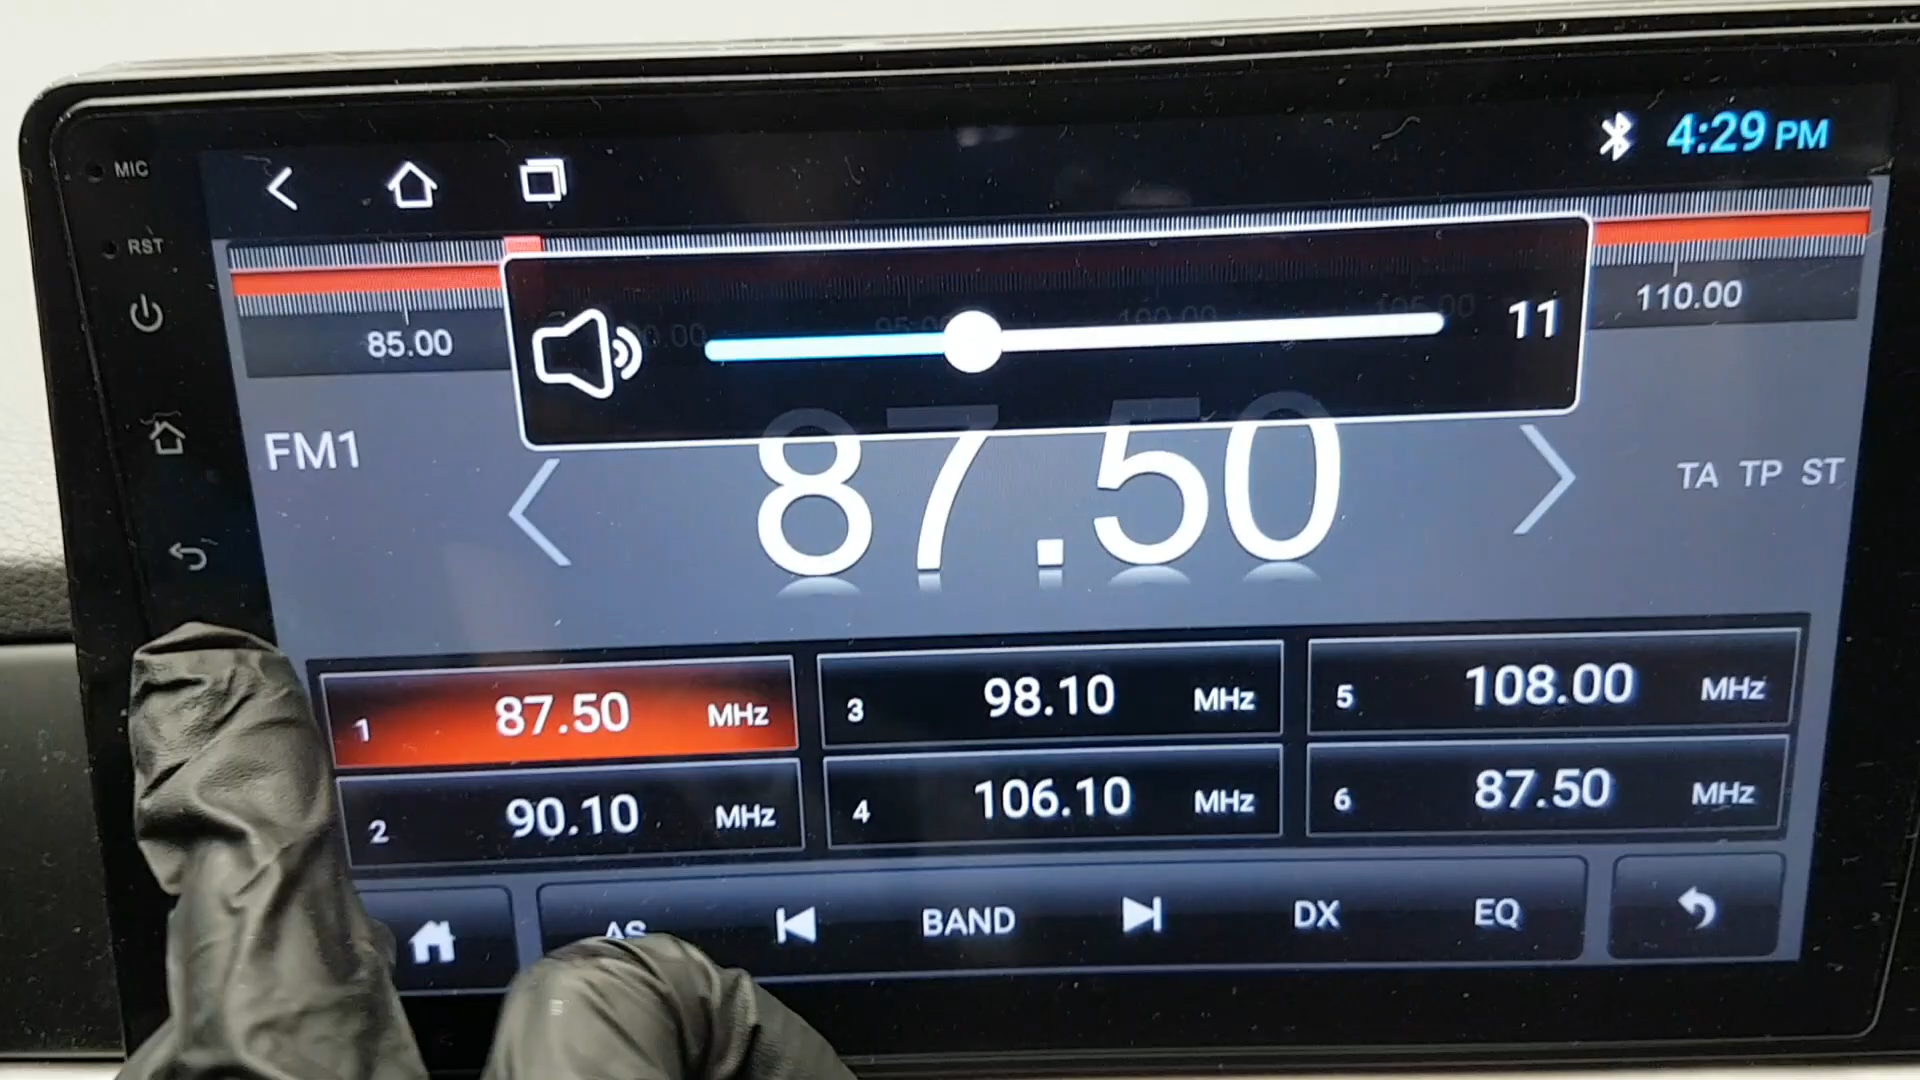 MIC
4:29 PM
RST
85.00
11
110.00
FM1
87.50
TA TP ST
1 87.50 MHz
3 98.10 MHz
5 108.00 MHz
2 90.10 MHz
4 106.10 MHz
6 87.50 MHz
AS
BAND
DX
EQ